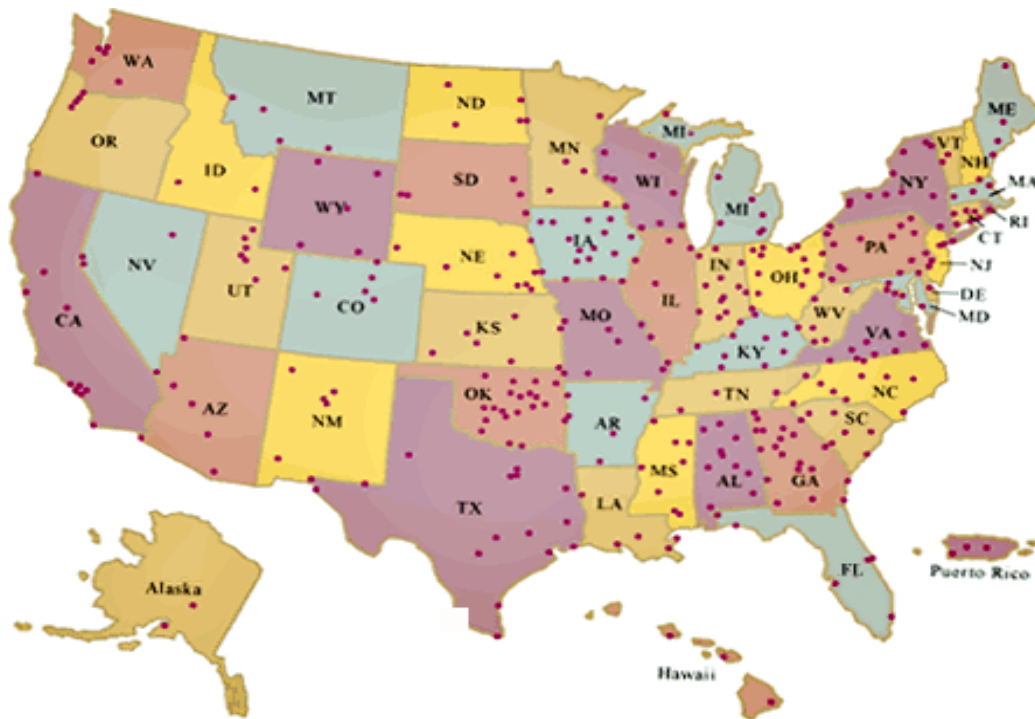 WA
MT
ND
MN
MI
ME
VT
NH
OR
ID
SD
WI
NY
MA
WY
MI
RI
CT
IA
PA
NV
NE
IN
OH
NJ
UT
CO
IL
DE
WV
MD
CA
KS
MO
VA
KY
OK
TN
NC
AZ
NM
AR
SC
MS
AL
GA
TX
LA
FL
Puerto Rico
Alaska
Hawaii